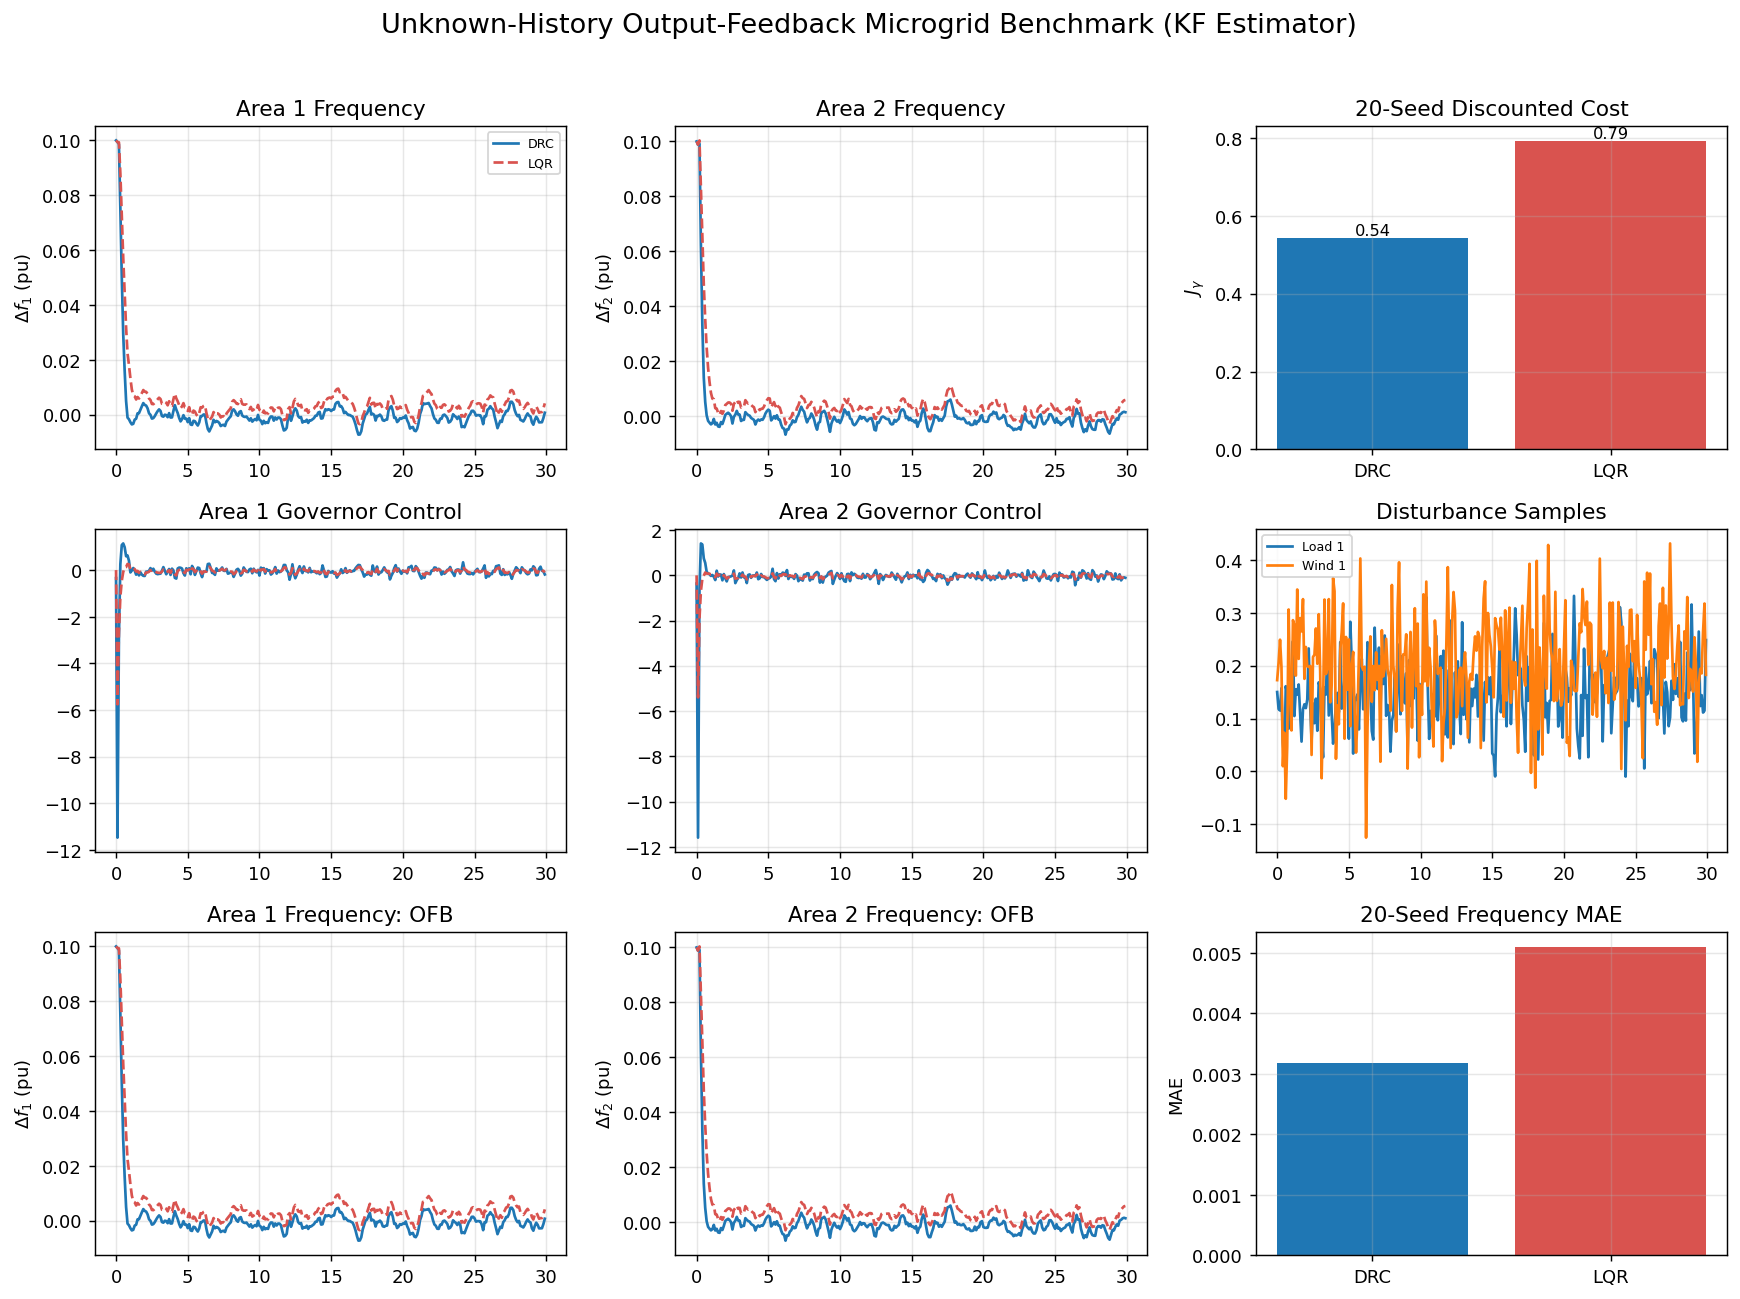 Unknown-History Output-Feedback Microgrid Benchmark (KF Estimator)
Area 1 Frequency
Δf₁ (pu)
0.10
0.08
0.06
0.04
0.02
0.00
0 5 10 15 20 25 30
DRC
LQR
Area 2 Frequency
Δf₂ (pu)
0.10
0.08
0.06
0.04
0.02
0.00
0 5 10 15 20 25 30
20-Seed Discounted Cost
Jγ
0.8
0.6
0.4
0.2
0.0
0.54
0.79
DRC LQR
Area 1 Governor Control
0
−2
−4
−6
−8
−10
−12
0 5 10 15 20 25 30
Area 2 Governor Control
2
0
−2
−4
−6
−8
−10
−12
0 5 10 15 20 25 30
Disturbance Samples
Load 1
Wind 1
0.4
0.3
0.2
0.1
0.0
−0.1
0 5 10 15 20 25 30
Area 1 Frequency: OFB
Δf₁ (pu)
0.10
0.08
0.06
0.04
0.02
0.00
0 5 10 15 20 25 30
Area 2 Frequency: OFB
Δf₂ (pu)
0.10
0.08
0.06
0.04
0.02
0.00
0 5 10 15 20 25 30
20-Seed Frequency MAE
MAE
0.005
0.004
0.003
0.002
0.001
0.000
DRC LQR